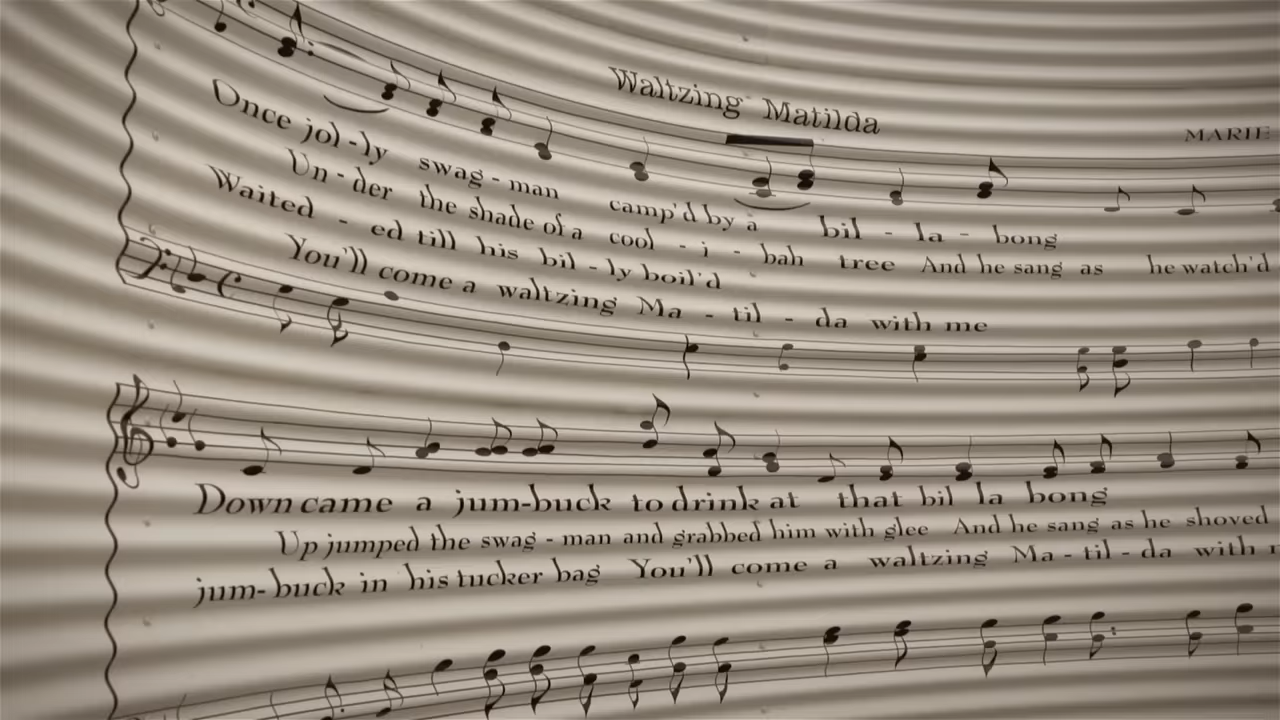 Waltzing Matilda
MARIE
Once jol-ly swag-man camp'd by a bil-la-bong
Un-der the shade of a cool-i-bah tree And he sang as he watch'd
Waited-ed till his bil-ly boil'd
You'll come a waltzing Ma-til-da with me
Down came a jum-buck to drink at that bil la bong
Up jumped the swag-man and grabbed him with glee And he sang as he shoved
jum-buck in his tucker bag You'll come a waltzing Ma-til-da with